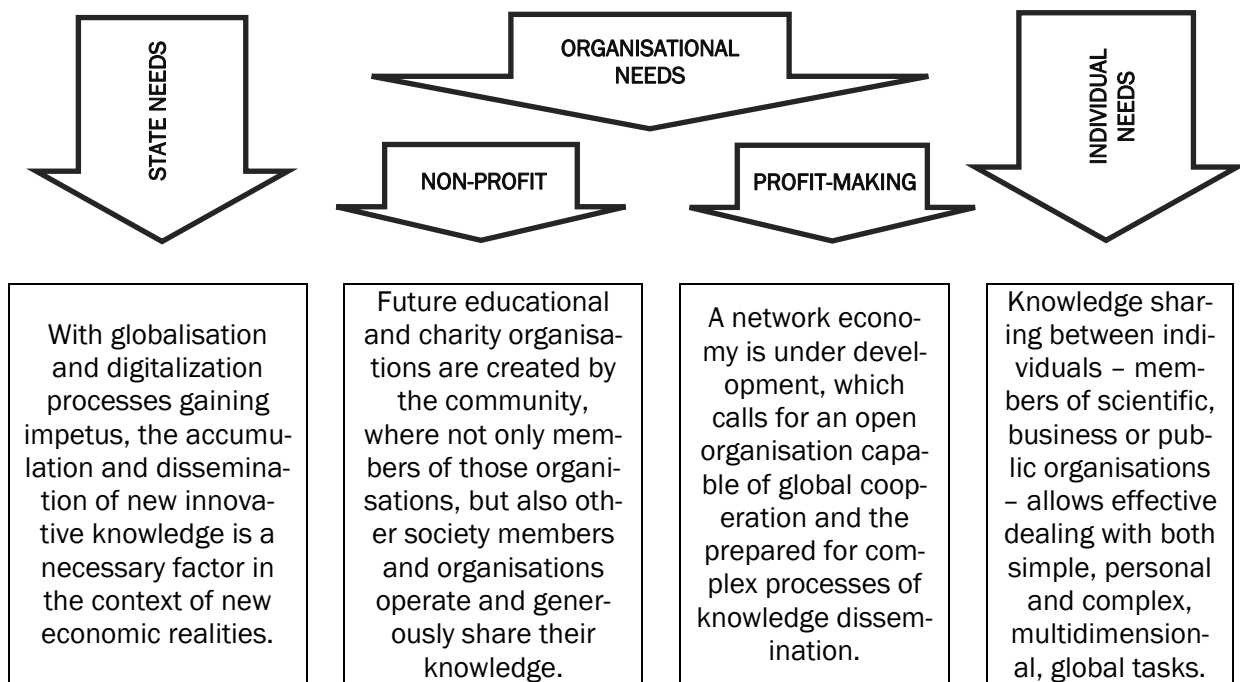 STATE NEEDS
ORGANISATIONAL
NEEDS
NON-PROFIT
PROFIT-MAKING
INDIVIDUAL
NEEDS
With globalisation
and digitalization
processes gaining
impetus, the accumu-
lation and dissemina-
tion of new innova-
tive knowledge is a
necessary factor in
the context of new
economic realities.
Future educational
and charity organisa-
tions are created by
the community,
where not only mem-
bers of those organi-
sations, but also oth-
er society members
and organisations
operate and gener-
ously share their
knowledge.
A network econo-
my is under devel-
opment, which
calls for an open
organisation capa-
ble of global coop-
eration and the
prepared for com-
plex processes of
knowledge dissem-
ination.
Knowledge shar-
ing between indi-
viduals – mem-
bers of scientific,
business or pub-
lic organisations
– allows effective
dealing with both
simple, personal
and complex,
multidimension-
al, global tasks.